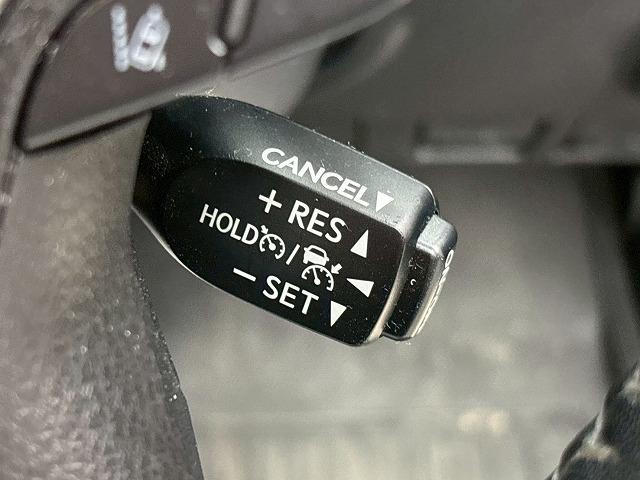 CANCEL▼
+ RES▲
HOLD /
− SET▼